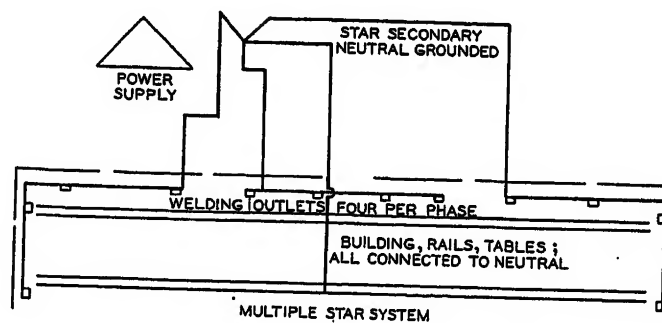 STAR SECONDARY
NEUTRAL GROUNDED
POWER
SUPPLY
WELDING OUTLETS FOUR PER PHASE
BUILDING, RAILS, TABLES;
ALL CONNECTED TO NEUTRAL
MULTIPLE STAR SYSTEM